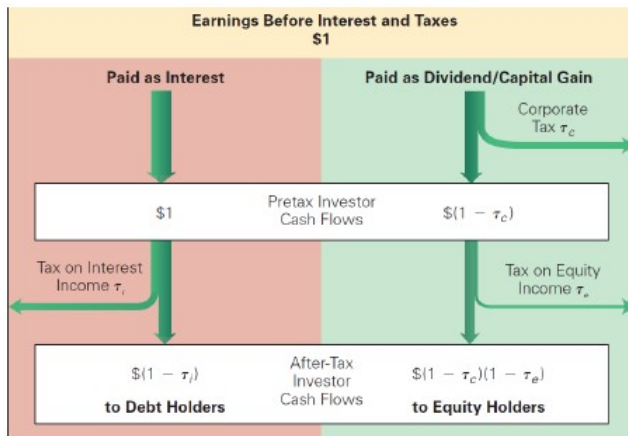 Earnings Before Interest and Taxes
$1
Paid as Interest
Paid as Dividend/Capital Gain
Corporate
Tax τc
$1
Pretax Investor
Cash Flows
$(1 − τc)
Tax on Interest
Income τi
Tax on Equity
Income τe
$(1 − τi)
to Debt Holders
After-Tax
Investor
Cash Flows
$(1 − τc)(1 − τe)
to Equity Holders